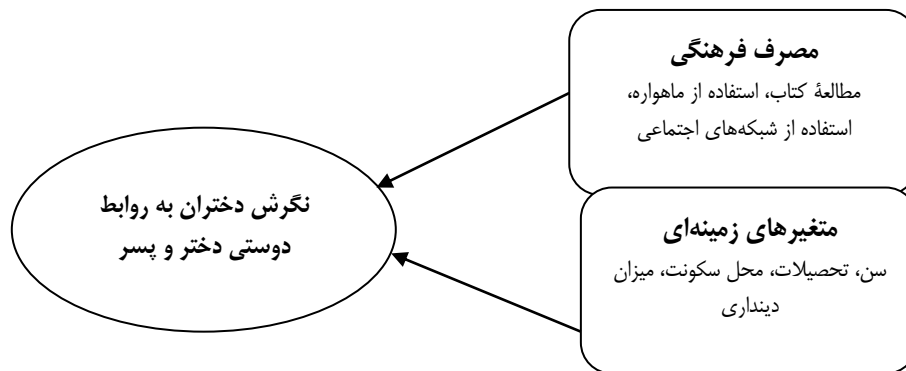 مصرف فرهنگی
مطالعهٔ کتاب، استفاده از ماهواره،
استفاده از شبکه‌های اجتماعی
نگرش دختران به روابط
دوستی دختر و پسر
متغیرهای زمینه‌ای
سن، تحصیلات، محل سکونت، میزان
دینداری